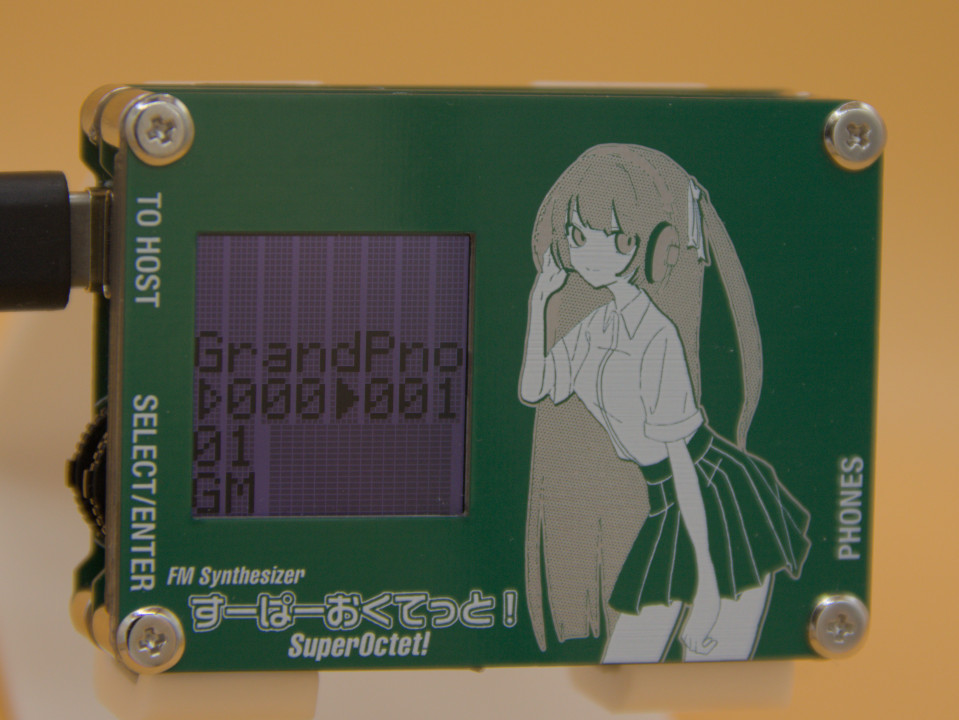 TO HOST
SELECT/ENTER
GrandPno
▷000▶001
01
GM
PHONES
FM Synthesizer
すーぱーおくてっと!
SuperOctet!